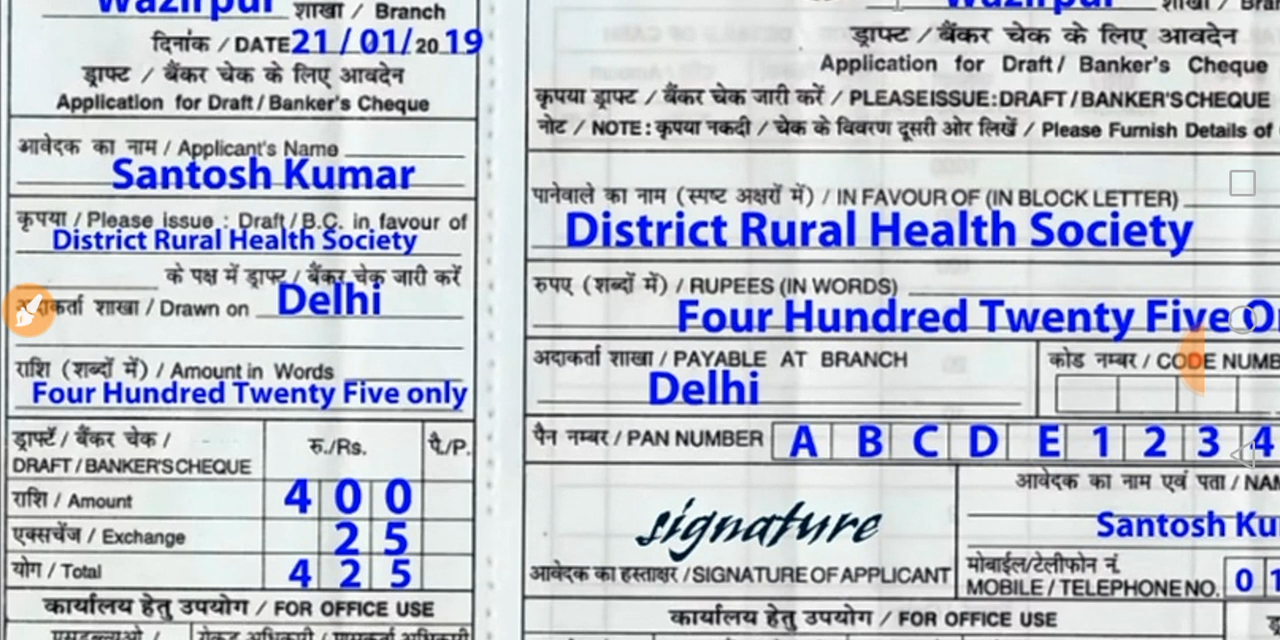 Wazirpur शाखा / Branch
दिनांक / DATE 21 / 01 / 20 19
ड्राफ्ट / बैंकर चेक के लिए आवदेन
Application for Draft / Banker's Cheque
आवेदक का नाम / Applicant's Name
Santosh Kumar
कृपया / Please issue : Draft / B.C. in favour of
District Rural Health Society
के पक्ष में ड्राफ्ट / बैंकर चेक जारी करें
अदाकर्ता शाखा / Drawn on Delhi
राशि (शब्दों में) / Amount in Words
Four Hundred Twenty Five only
ड्राफ्ट / बैंकर चेक / रु./Rs. पै./P.
DRAFT / BANKER'S CHEQUE
राशि / Amount 4 0 0
एक्सचेंज / Exchange 2 5
योग / Total 4 2 5
कार्यालय हेतु उपयोग / FOR OFFICE USE
Wazirpur शाखा / Bran
ड्राफ्ट / बैंकर चेक के लिए आवदेन
Application for Draft / Banker's Cheque
कृपया ड्राफ्ट / बैंकर चेक जारी करें / PLEASE ISSUE : DRAFT / BANKER'S CHEQUE
नोट / NOTE : कृपया नकदी / चेक के विवरण दूसरी ओर लिखें / Please Furnish Details of
पानेवाले का नाम (स्पष्ट अक्षरों में) / IN FAVOUR OF (IN BLOCK LETTER)
District Rural Health Society
रुपए (शब्दों में) / RUPEES (IN WORDS)
Four Hundred Twenty Five O
अदाकर्ता शाखा / PAYABLE AT BRANCH कोड नम्बर / CODE NUMB
Delhi
पैन नम्बर / PAN NUMBER A B C D E 1 2 3 4
आवेदक का नाम एवं पता / NA
signature
Santosh Ku
आवेदक का हस्ताक्षर / SIGNATURE OF APPLICANT
मोबाईल/टेलीफोन नं.
MOBILE / TELEPHONE NO. 0 1
कार्यालय हेतु उपयोग / FOR OFFICE USE